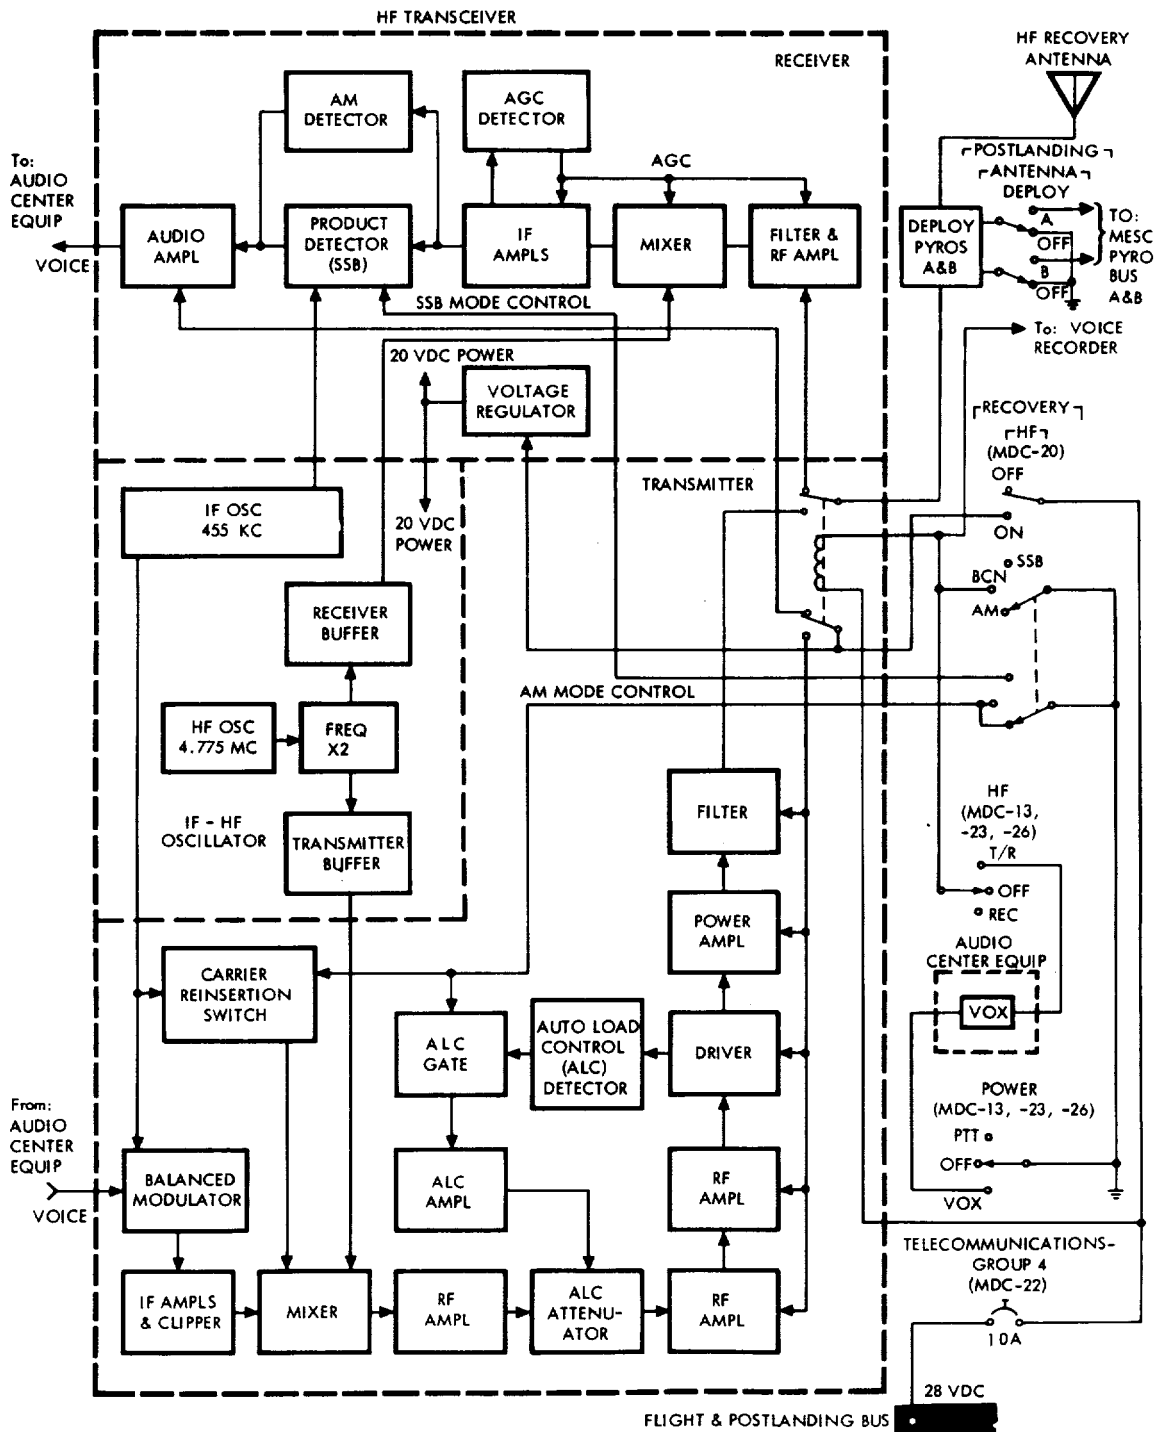 HF TRANSCEIVER
RECEIVER
HF RECOVERY
ANTENNA
AM
DETECTOR
AGC
DETECTOR
AGC
To:
AUDIO
CENTER
EQUIP
VOICE
AUDIO
AMPL
PRODUCT
DETECTOR
(SSB)
IF
AMPLS
MIXER
FILTER &
RF AMPL
POSTLANDING
ANTENNA
DEPLOY
DEPLOY
PYROS
A&B
A
OFF
B
OFF
TO:
MESC
PYRO
BUS
A&B
SSB MODE CONTROL
To: VOICE
RECORDER
20 VDC POWER
VOLTAGE
REGULATOR
RECOVERY
HF
(MDC-20)
OFF
ON
TRANSMITTER
IF OSC
455 KC
20 VDC
POWER
SSB
BCN
AM
RECEIVER
BUFFER
AM MODE CONTROL
HF OSC
4.775 MC
FREQ
X2
IF - HF
OSCILLATOR
TRANSMITTER
BUFFER
FILTER
HF
(MDC-13,
-23, -26)
T/R
OFF
REC
POWER
AMPL
AUDIO
CENTER EQUIP
VOX
CARRIER
REINSERTION
SWITCH
ALC
GATE
AUTO LOAD
CONTROL
(ALC)
DETECTOR
DRIVER
POWER
(MDC-13, -23, -26)
PTT
OFF
VOX
From:
AUDIO
CENTER
EQUIP
VOICE
BALANCED
MODULATOR
ALC
AMPL
RF
AMPL
TELECOMMUNICATIONS-
GROUP 4
(MDC-22)
10A
IF AMPLS
& CLIPPER
MIXER
RF
AMPL
ALC
ATTENU-
ATOR
RF
AMPL
28 VDC
FLIGHT & POSTLANDING BUS